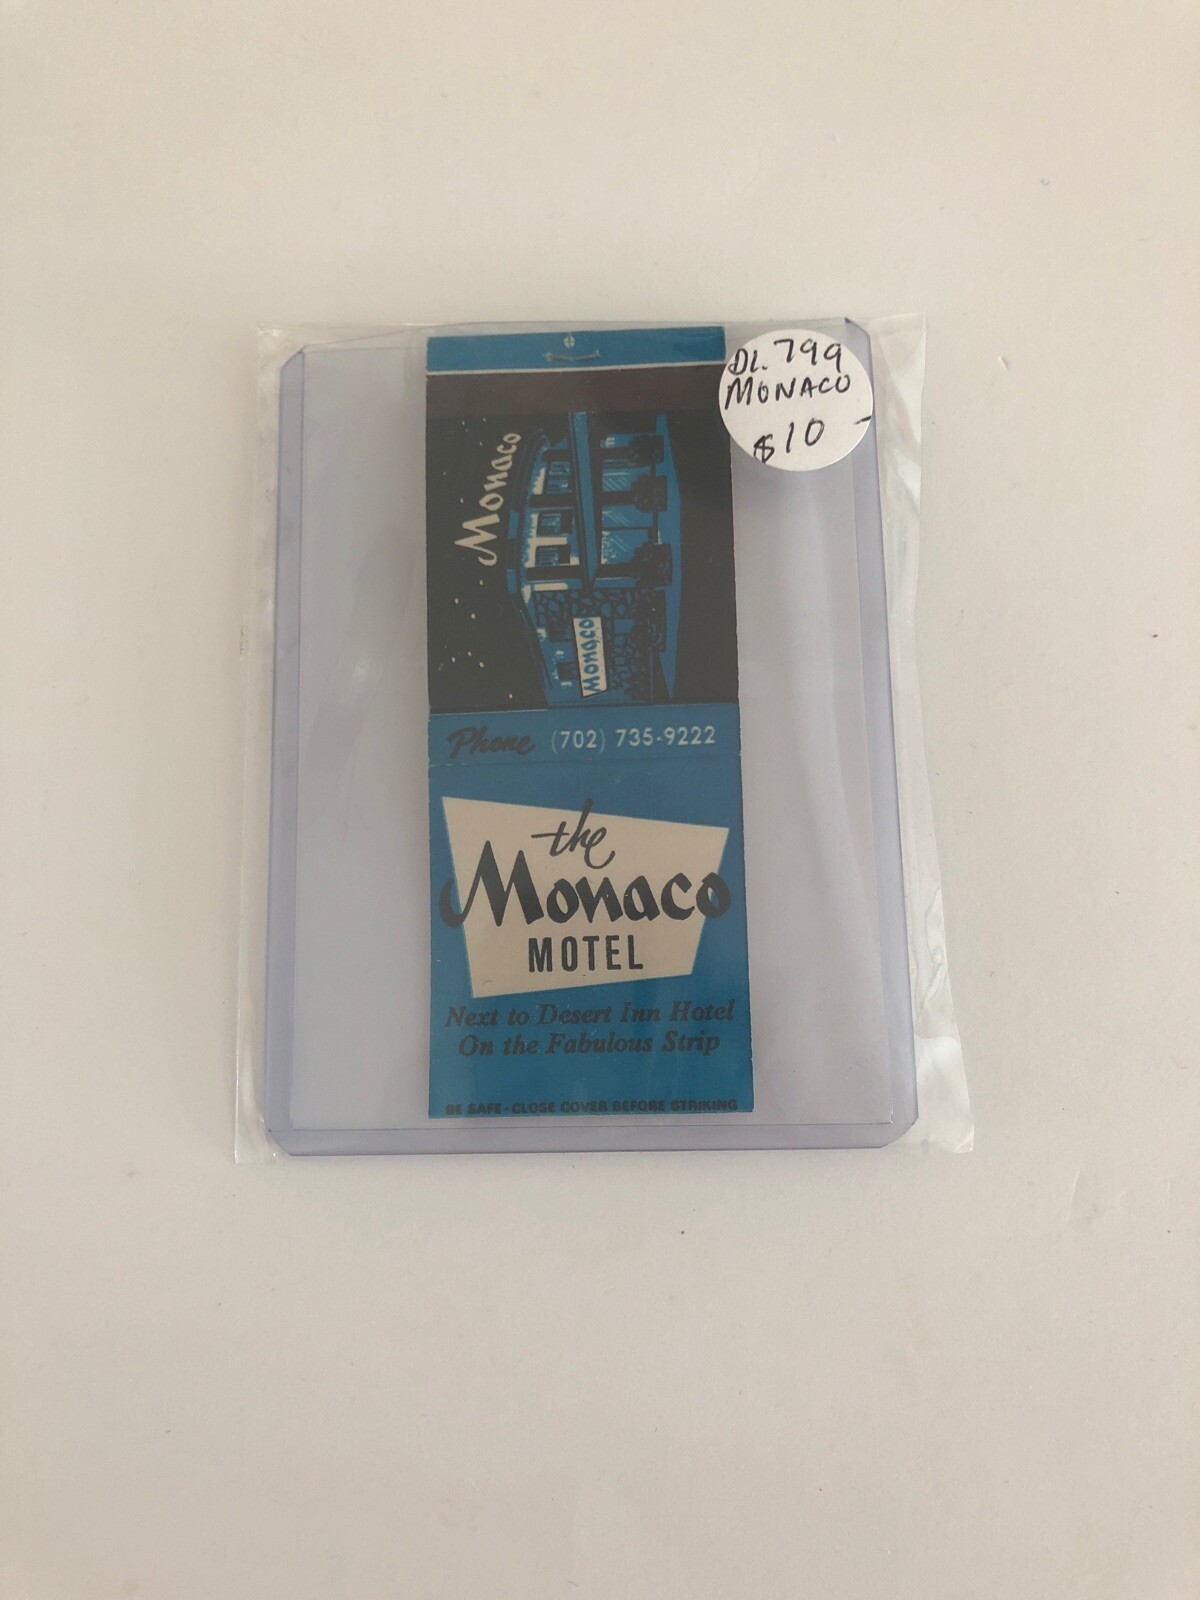 DL. 799
MONACO
$10
Monaco
Monaco
Phone (702) 735-9222
the
Monaco
MOTEL
Next to Desert Inn Hotel
On the Fabulous Strip
BE SAFE-CLOSE COVER BEFORE STRIKING